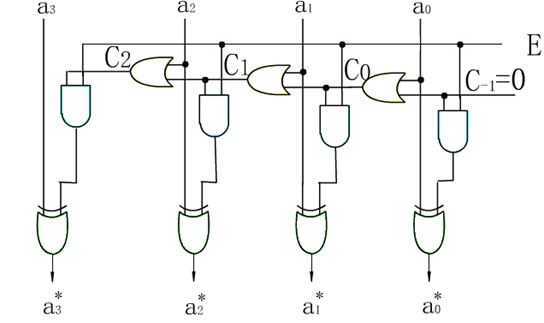 a₃ a₂ a₁ a₀
E
C₂ C₁ C₀ C₋₁=0
a₃* a₂* a₁* a₀*